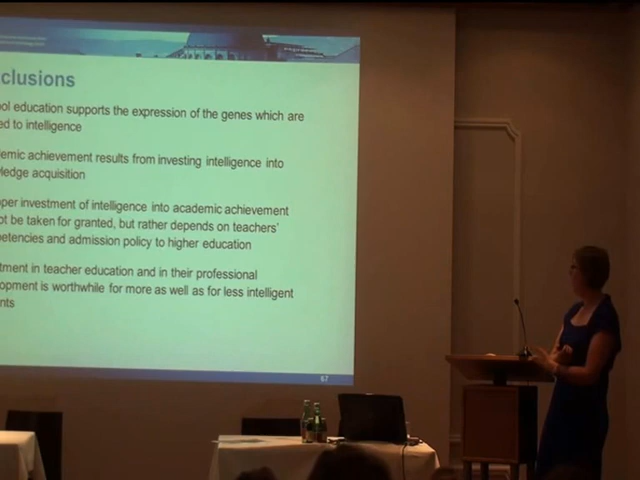 clusions
ol education supports the expression of the genes which are
ed to intelligence
emic achievement results from investing intelligence into
ledge acquisition
per investment of intelligence into academic achievement
ot be taken for granted, but rather depends on teachers'
petencies and admission policy to higher education
tment in teacher education and in their professional
opment is worthwhile for more as well as for less intelligent
nts
67